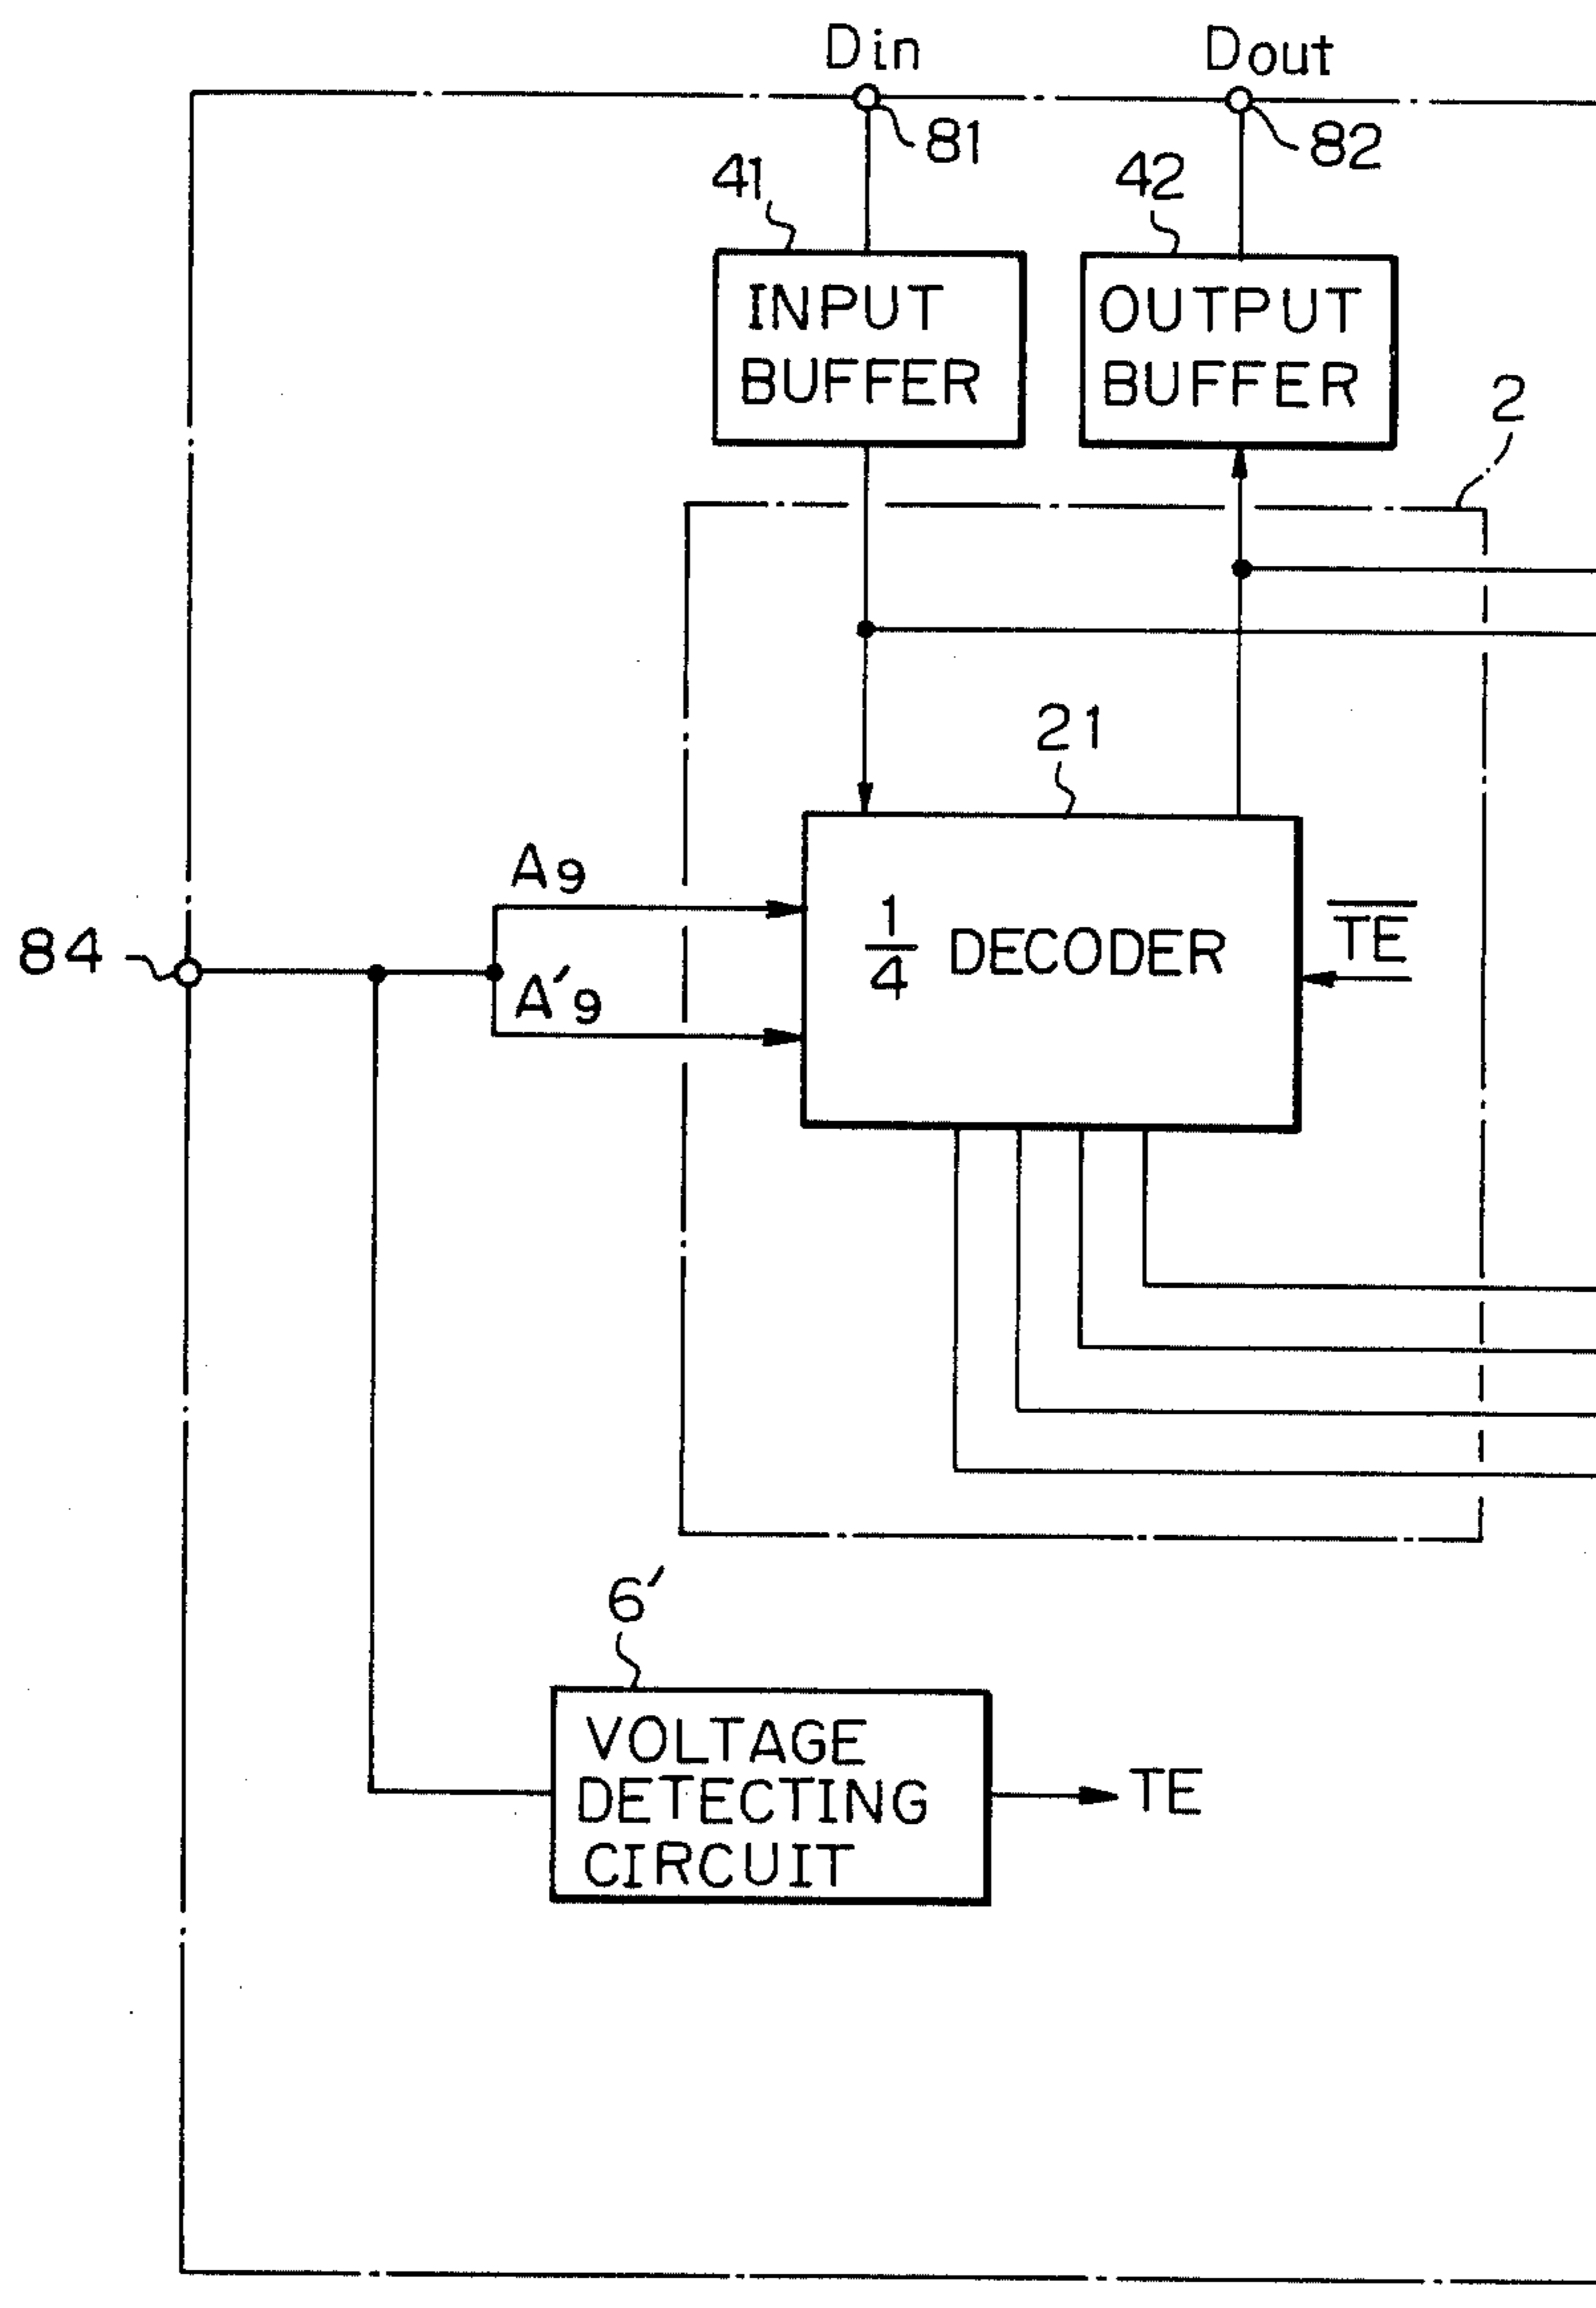 Din
Dout
81
82
41
42
INPUT
BUFFER
OUTPUT
BUFFER
2
21
A9
84
A'9
1/4 DECODER
T̅E̅
6'
VOLTAGE
DETECTING
CIRCUIT
TE